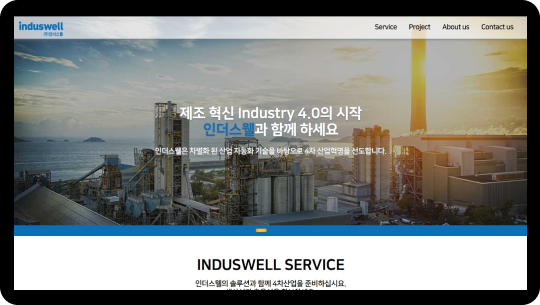 induswell
Service Project About us Contact us
제조 혁신 Industry 4.0의 시작
인더스웰과 함께 하세요
인더스웰은 차별화 된 산업 자동화 기술을 바탕으로 4차 산업혁명을 선도합니다.
INDUSWELL SERVICE
인더스웰의 솔루션과 함께 4차산업을 준비하십시요.